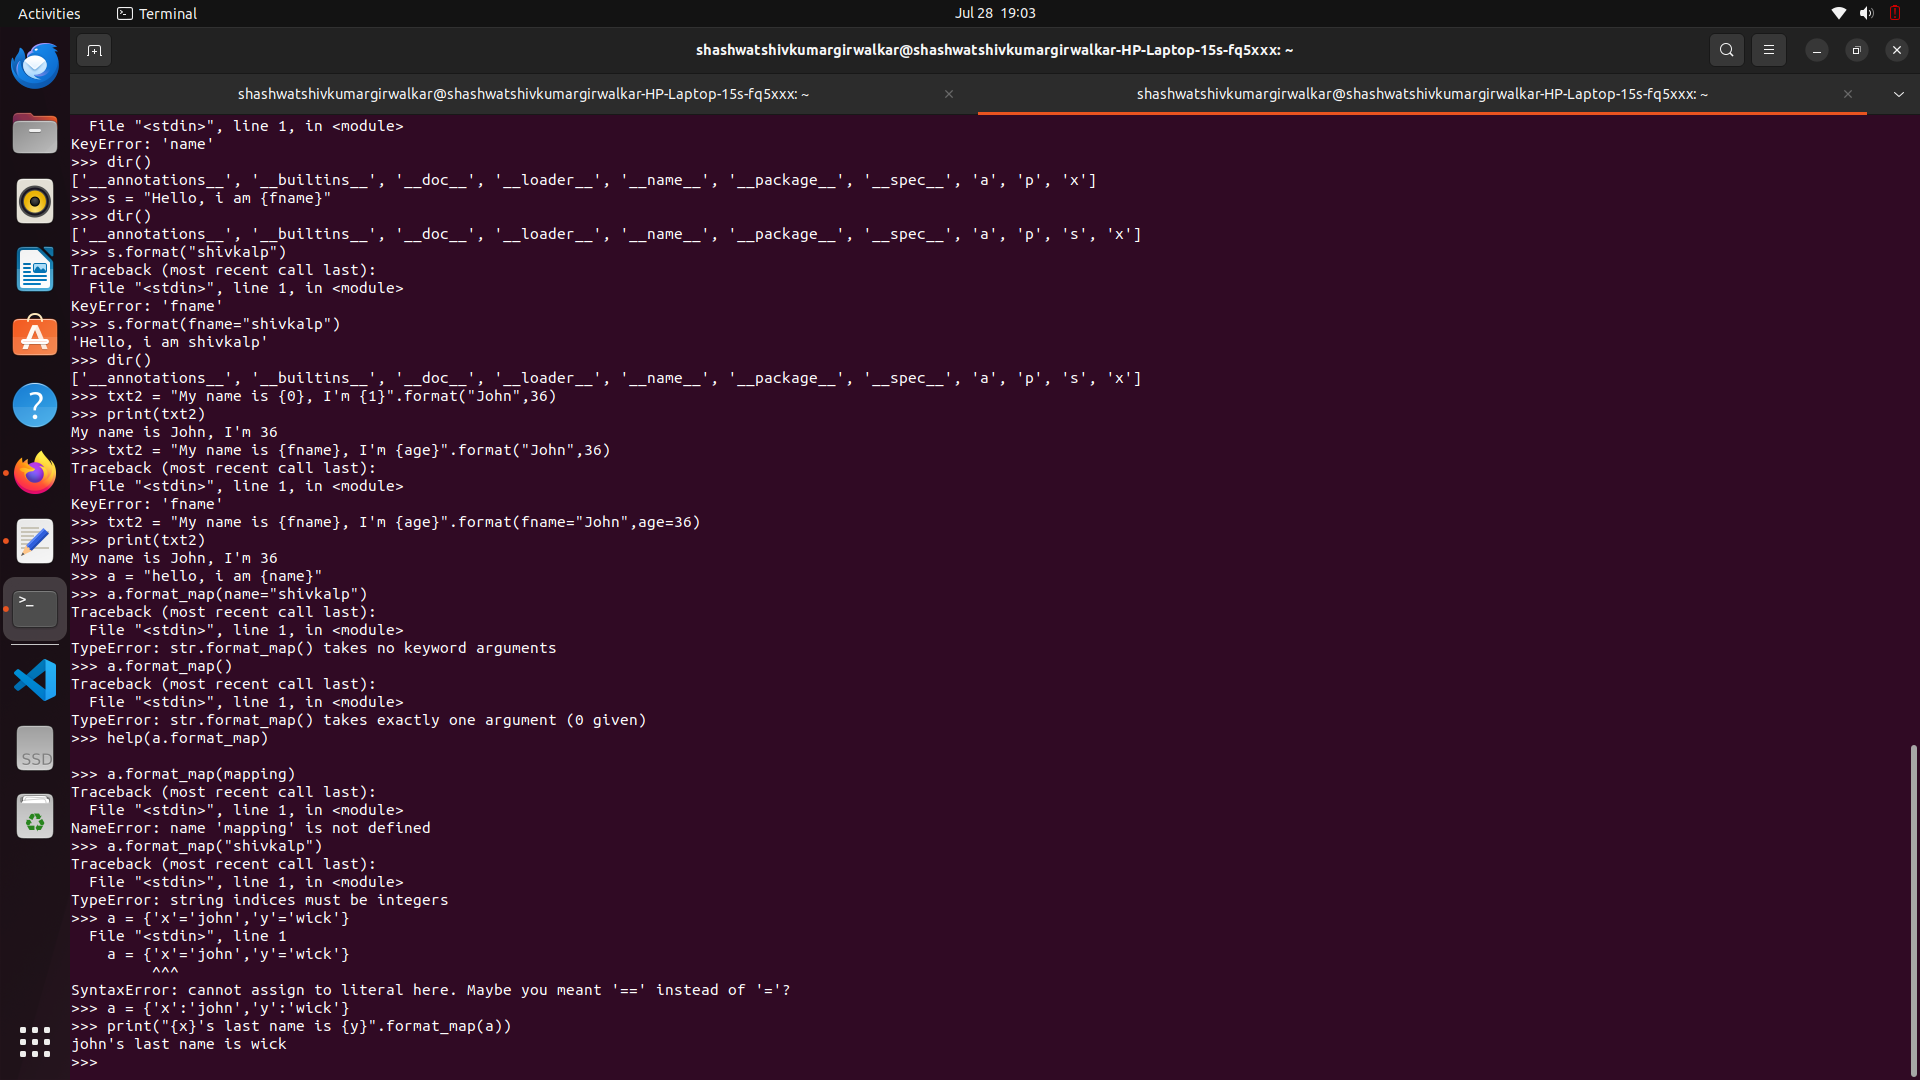 Activities
Terminal
Jul 28 19:03
shashwatshivkumargirwalkar@shashwatshivkumargirwalkar-HP-Laptop-15s-fq5xxx: ~
shashwatshivkumargirwalkar@shashwatshivkumargirwalkar-HP-Laptop-15s-fq5xxx: ~
shashwatshivkumargirwalkar@shashwatshivkumargirwalkar-HP-Laptop-15s-fq5xxx: ~
  File "<stdin>", line 1, in <module>
KeyError: 'name'
>>> dir()
['__annotations__', '__builtins__', '__doc__', '__loader__', '__name__', '__package__', '__spec__', 'a', 'p', 'x']
>>> s = "Hello, i am {fname}"
>>> dir()
['__annotations__', '__builtins__', '__doc__', '__loader__', '__name__', '__package__', '__spec__', 'a', 'p', 's', 'x']
>>> s.format("shivkalp")
Traceback (most recent call last):
  File "<stdin>", line 1, in <module>
KeyError: 'fname'
>>> s.format(fname="shivkalp")
'Hello, i am shivkalp'
>>> dir()
['__annotations__', '__builtins__', '__doc__', '__loader__', '__name__', '__package__', '__spec__', 'a', 'p', 's', 'x']
>>> txt2 = "My name is {0}, I'm {1}".format("John",36)
>>> print(txt2)
My name is John, I'm 36
>>> txt2 = "My name is {fname}, I'm {age}".format("John",36)
Traceback (most recent call last):
  File "<stdin>", line 1, in <module>
KeyError: 'fname'
>>> txt2 = "My name is {fname}, I'm {age}".format(fname="John",age=36)
>>> print(txt2)
My name is John, I'm 36
>>> a = "hello, i am {name}"
>>> a.format_map(name="shivkalp")
Traceback (most recent call last):
  File "<stdin>", line 1, in <module>
TypeError: str.format_map() takes no keyword arguments
>>> a.format_map()
Traceback (most recent call last):
  File "<stdin>", line 1, in <module>
TypeError: str.format_map() takes exactly one argument (0 given)
>>> help(a.format_map)
>>> a.format_map(mapping)
Traceback (most recent call last):
  File "<stdin>", line 1, in <module>
NameError: name 'mapping' is not defined
>>> a.format_map("shivkalp")
Traceback (most recent call last):
  File "<stdin>", line 1, in <module>
TypeError: string indices must be integers
>>> a = {'x'='john','y'='wick'}
  File "<stdin>", line 1
    a = {'x'='john','y'='wick'}
         ^^^
SyntaxError: cannot assign to literal here. Maybe you meant '==' instead of '='?
>>> a = {'x':'john','y':'wick'}
>>> print("{x}'s last name is {y}".format_map(a))
john's last name is wick
>>>
SSD